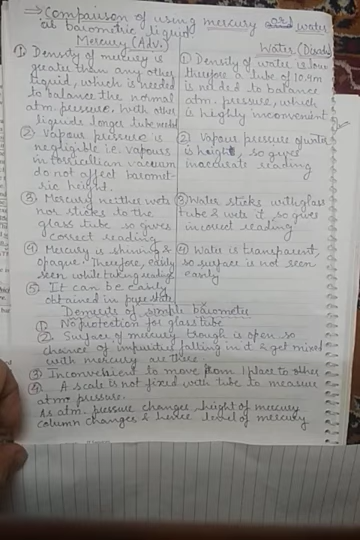 → Comparison of using mercury and water
as barometric liquid
Mercury (Adv.)
① Density of mercury is
greater than any other
liquid, which is needed
to balance the normal
atm. pressure, with other
liquids longer tube needed
② Vapour pressure is
negligible i.e. vapours
in torricellian vacuum
do not affect baromet-
ric height.
③ Mercury neither wets
nor sticks to the
glass tube so gives
correct reading
④ Mercury is shining &
opaque. Therefore, easily
seen while taking reading
⑤ It can be easily
obtained in pure state
Water (Disadv)
① Density of water is low
therefore a tube of 10.4m
is needed to balance
atm. pressure, which
is highly inconvenient
② Vapour pressure of water
is height, so gives
inaccurate reading
③ Water sticks with glass
tube & wets it, so gives
incorrect reading.
④ Water is transparent,
so surface is not seen
easily
Demerits of simple barometre
① No protection for glass tube
② Surface of mercury trough is open so
chance of impurities falling in it & get mixed
with mercury are there.
③ Inconvenient to move from 1 place to other
④ A scale is not fixed with tube to measure
atm pressure.
As atm. pressure changes, height of mercury
column changes & hence level of mercury